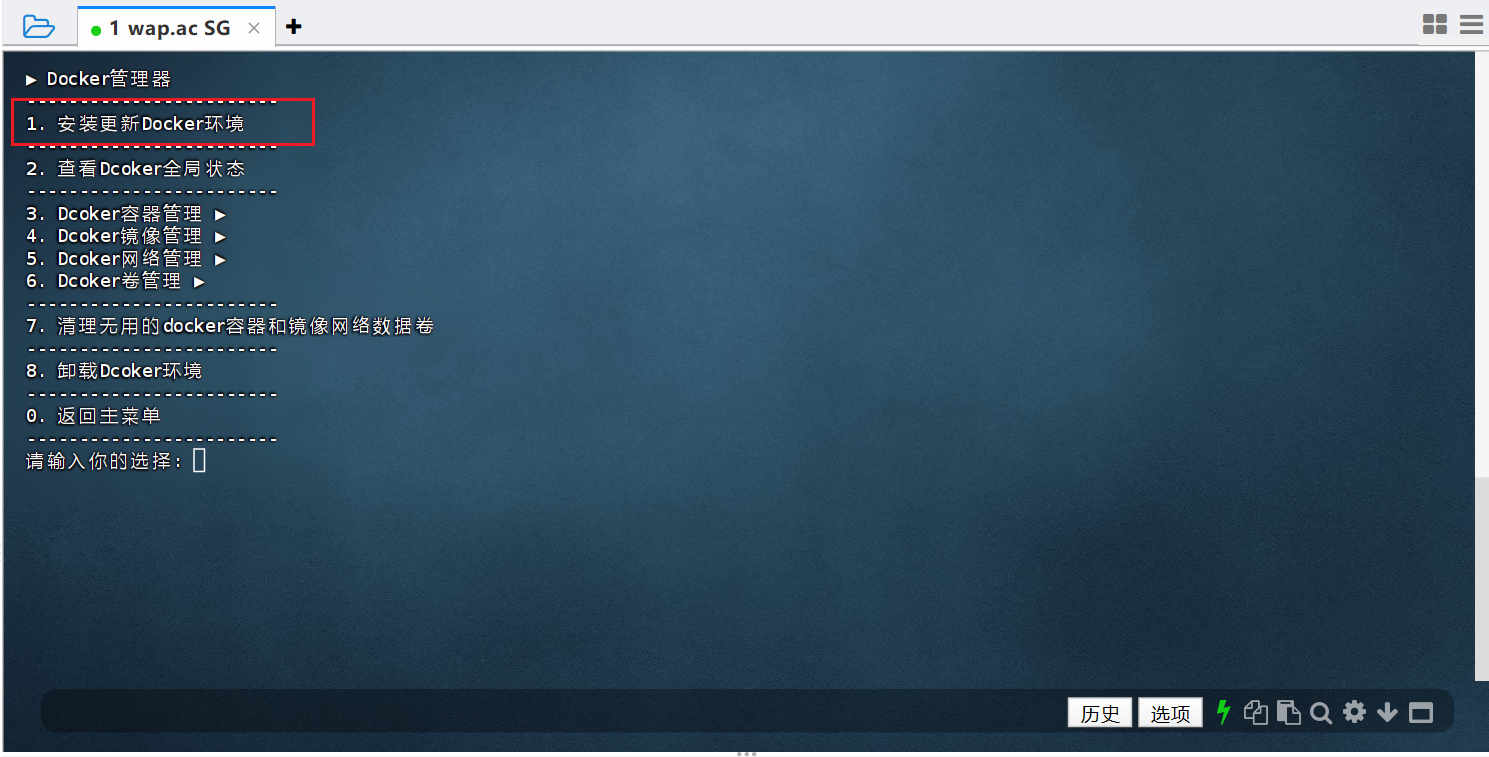 1 wap.ac SG
▶ Docker管理器
------------------------
1. 安装更新Docker环境
------------------------
2. 查看Dcoker全局状态
------------------------
3. Dcoker容器管理 ▶
4. Dcoker镜像管理 ▶
5. Dcoker网络管理 ▶
6. Dcoker卷管理 ▶
------------------------
7. 清理无用的docker容器和镜像网络数据卷
------------------------
8. 卸载Dcoker环境
------------------------
0. 返回主菜单
------------------------
请输入你的选择:
历史 选项